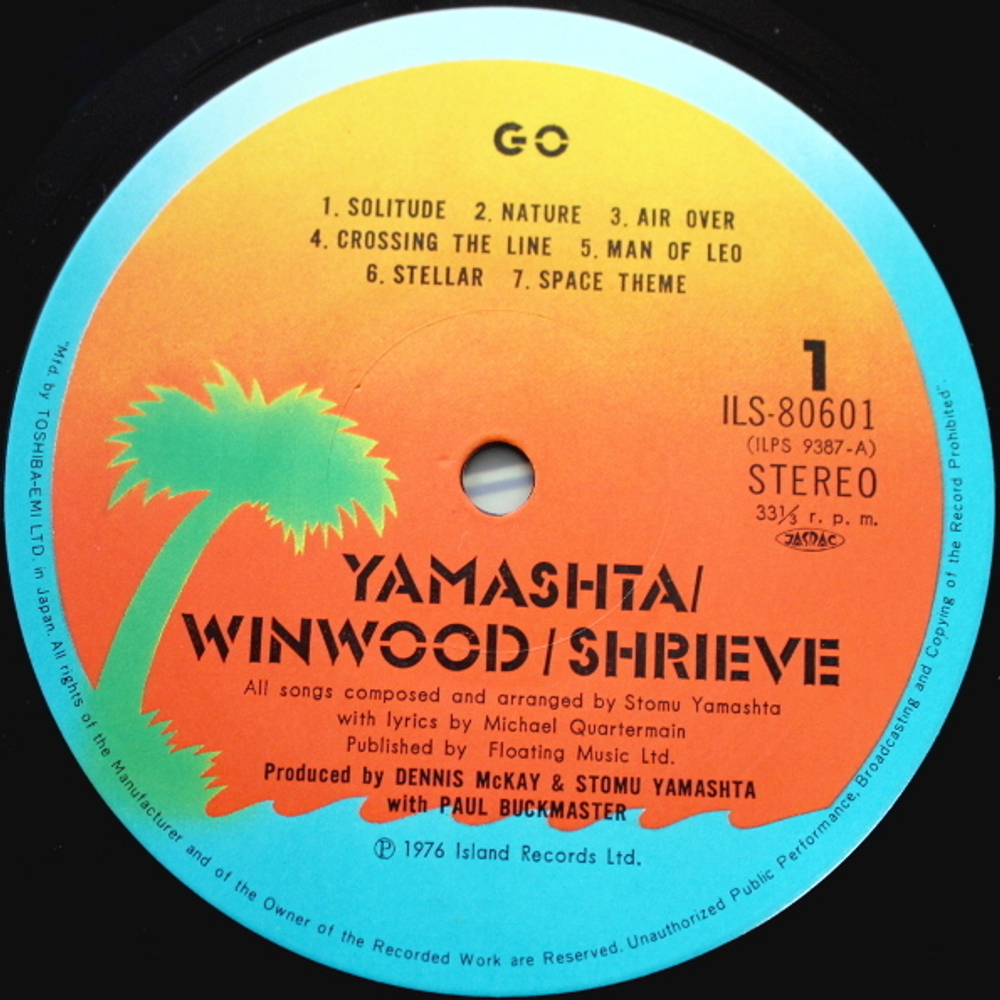 GO
1. SOLITUDE 2. NATURE 3. AIR OVER
4. CROSSING THE LINE 5. MAN OF LEO
6. STELLAR 7. SPACE THEME
1
ILS-80601
(ILPS 9387-A)
STEREO
33⅓ r. p. m.
JASRAC
YAMASHTA/
WINWOOD/SHRIEVE
All songs composed and arranged by Stomu Yamashta
with lyrics by Michael Quartermain
Published by Floating Music Ltd.
Produced by DENNIS McKAY & STOMU YAMASHTA
with PAUL BUCKMASTER
Ⓟ 1976 Island Records Ltd.
"Mfd. by TOSHIBA-EMI LTD. in Japan. All rights of the Manufacturer and of the Owner of the Recorded Work are Reserved. Unauthorized Public Performance, Broadcasting and Copying of the Record Prohibited".